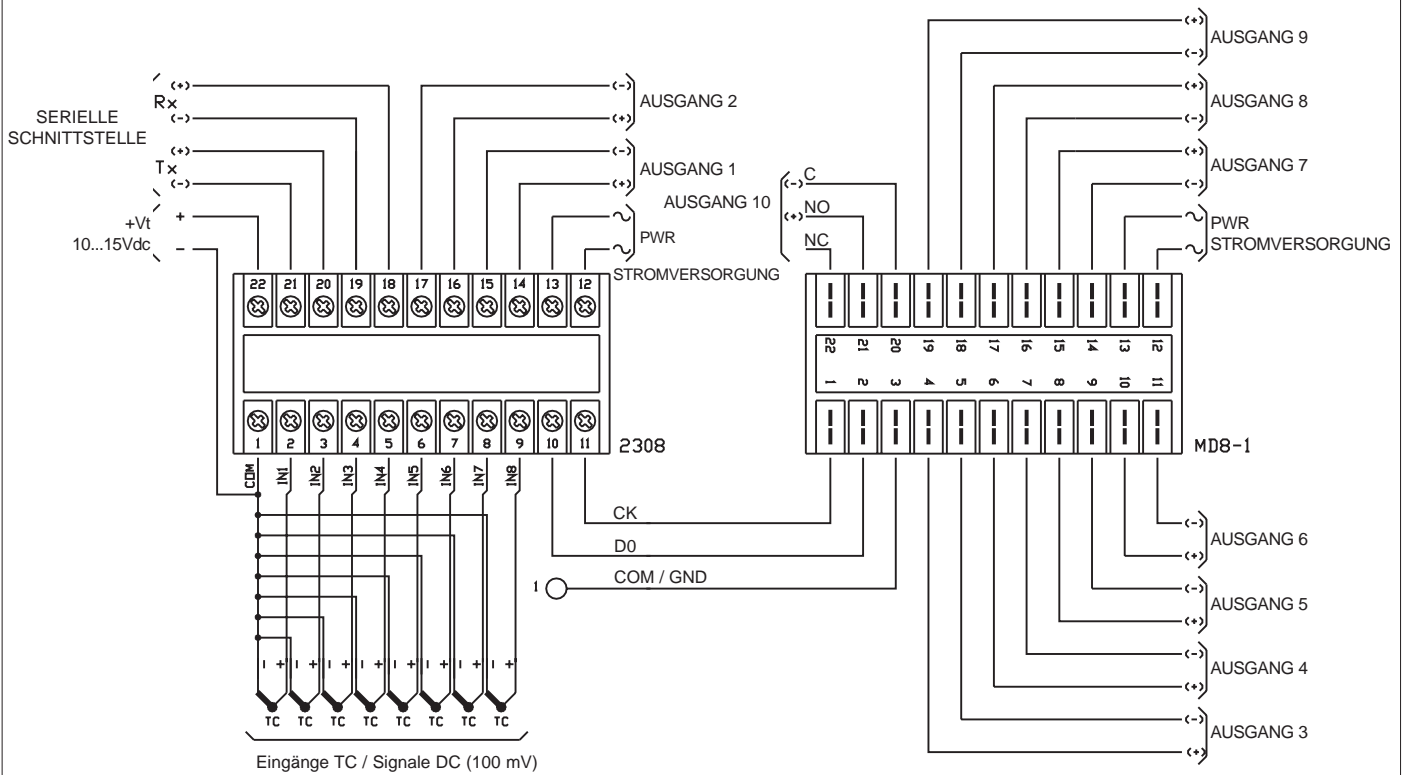 (+)
Rx
(-)
SERIELLE
SCHNITTSTELLE
(+)
Tx
(-)
+Vt
+
10...15Vdc
-
(-)
AUSGANG 2
(+)
(-)
AUSGANG 1
(+)
PWR
STROMVERSORGUNG
22 21 20 19 18 17 16 15 14 13 12
1 2 3 4 5 6 7 8 9 10 11
2308
COM IN1 IN2 IN3 IN4 IN5 IN6 IN7 IN8
- + - + - + - + - + - + - + - +
TC TC TC TC TC TC TC TC
Eingänge TC / Signale DC (100 mV)
CK
D0
COM / GND
1
AUSGANG 10
(-) C
(+) NO
NC
(+)
AUSGANG 9
(-)
(+)
AUSGANG 8
(-)
(+)
AUSGANG 7
(-)
PWR
STROMVERSORGUNG
22 21 20 19 18 17 16 15 14 13 12
1 2 3 4 5 6 7 8 9 10 11
MD8-1
(-)
AUSGANG 6
(+)
(-)
AUSGANG 5
(+)
(-)
AUSGANG 4
(+)
(-)
AUSGANG 3
(+)